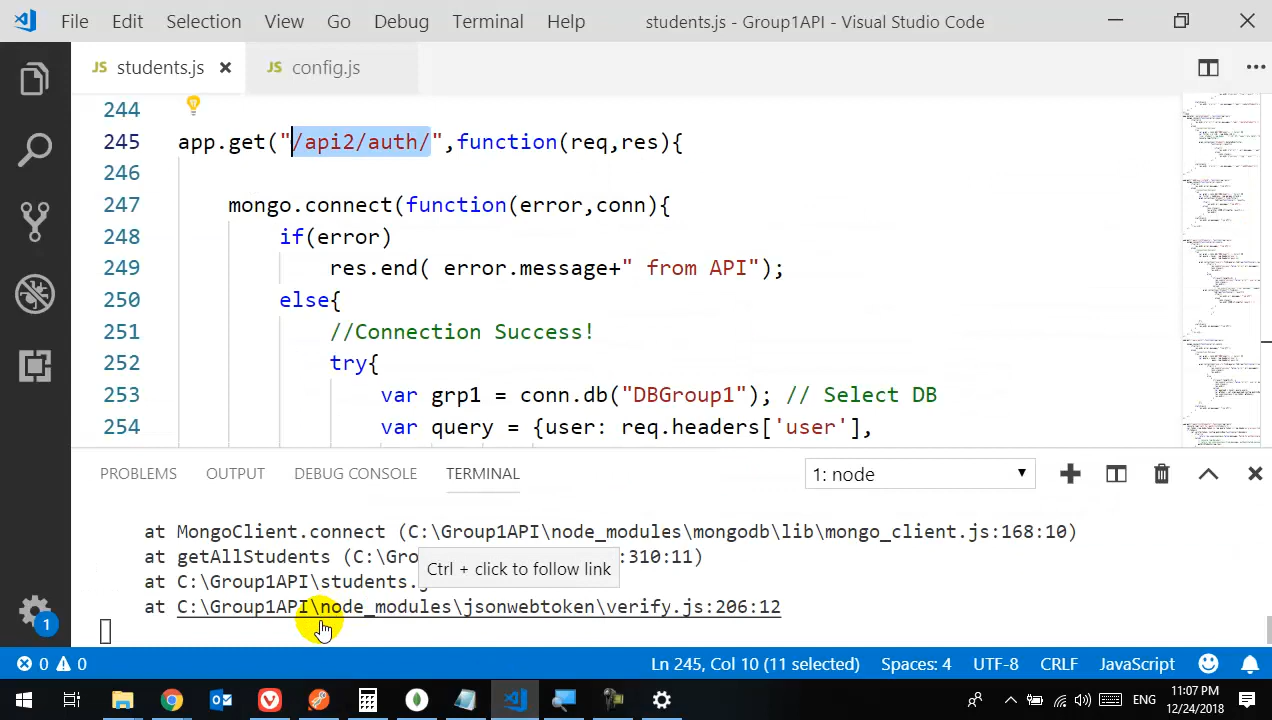 File Edit Selection View Go Debug Terminal Help students.js - Group1API - Visual Studio Code
JS students.js JS config.js
244
245 app.get("/api2/auth/",function(req,res){
246
247 mongo.connect(function(error,conn){
248 if(error)
249 res.end( error.message+" from API");
250 else{
251 //Connection Success!
252 try{
253 var grp1 = conn.db("DBGroup1"); // Select DB
254 var query = {user: req.headers['user'],
PROBLEMS OUTPUT DEBUG CONSOLE TERMINAL 1: node
at MongoClient.connect (C:\Group1API\node_modules\mongodb\lib\mongo_client.js:168:10)
at getAllStudents (C:\Gro :310:11)
Ctrl + click to follow link
at C:\Group1API\students.
at C:\Group1API\node_modules\jsonwebtoken\verify.js:206:12
1 0 0 Ln 245, Col 10 (11 selected) Spaces: 4 UTF-8 CRLF JavaScript
ENG 11:07 PM
12/24/2018